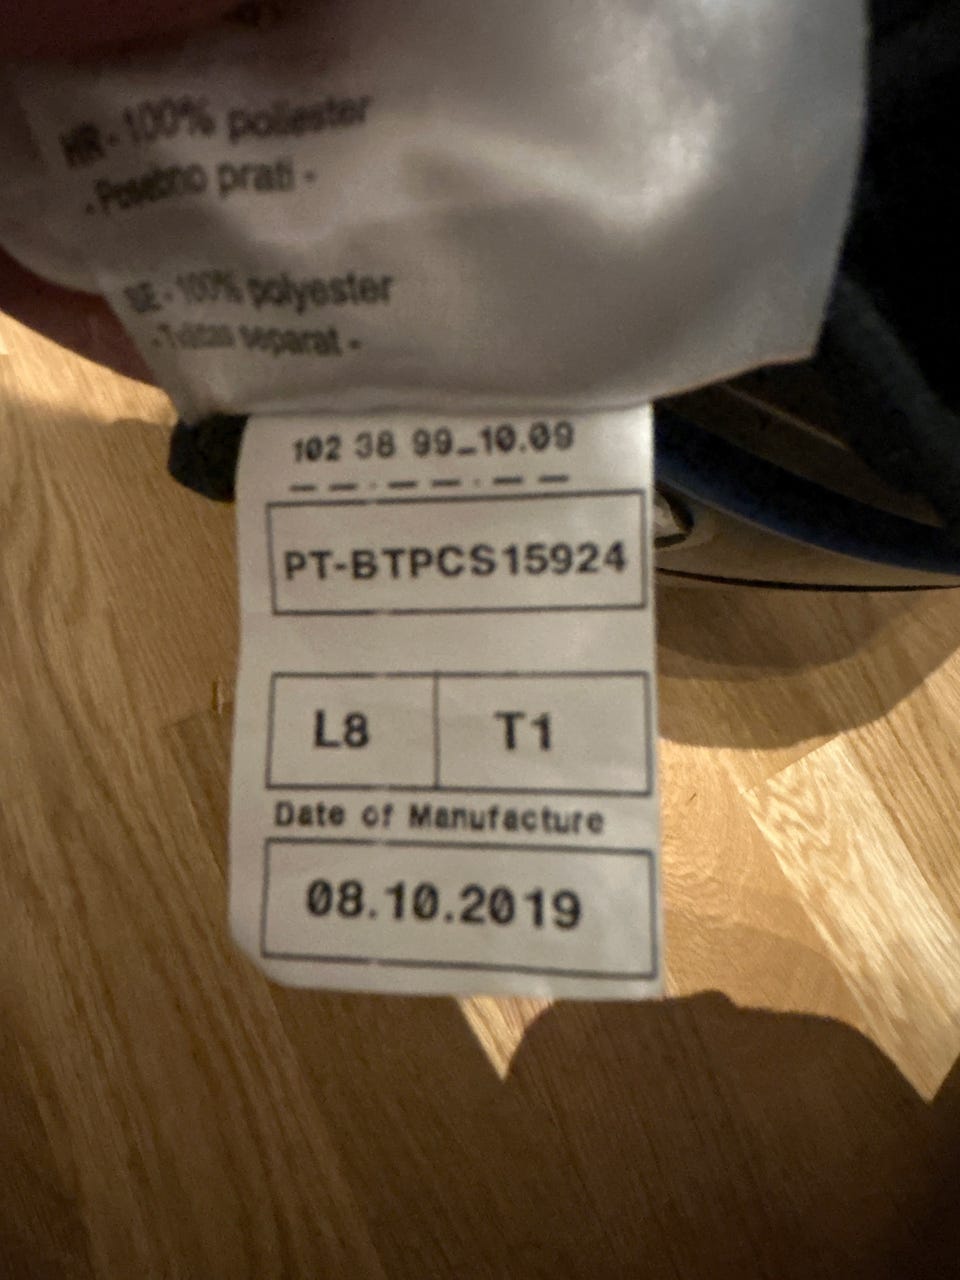 HR - 100% poliester
- Posebno prati -
SE - 100% polyester
- Tvättas separat -
102 38 99_10.09
PT-BTPCS15924
L8 T1
Date of Manufacture
08.10.2019